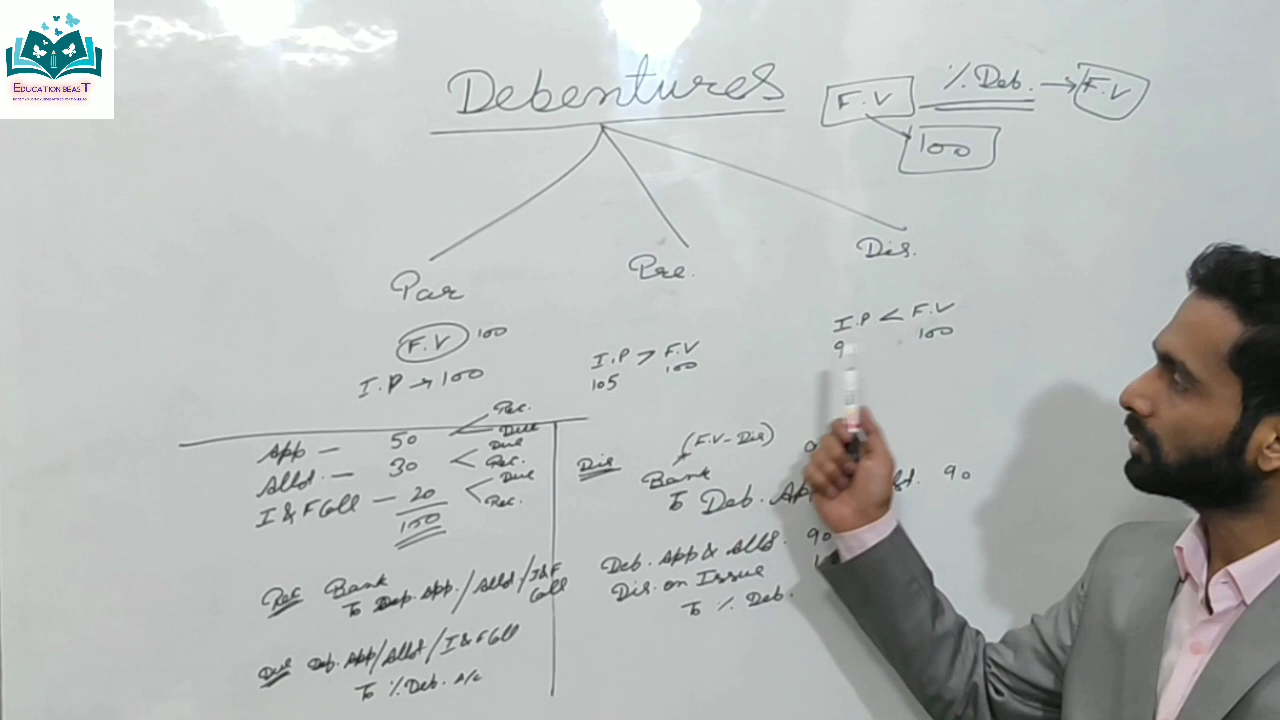 EDUCATION BEAST
Debentures
F.V % Deb. → F.V
100
Par
Pre.
Dis.
F.V 100
I.P → 100
I.P > F.V
105 100
I.P < F.V
9 100
App — 50 Rec. Due
Allot. — 30 Due Rec.
I & F Call — 20 Due Rec.
100
Rec Bank
To Deb. App. / Allot / I&F Call
Due Deb. App / Allot / I & F Call
To % Deb. A/c
Dis (F.V - Dis)
Bank
To Deb. App 90
Deb. App & Allot. 90
Dis. on Issue
To % Deb.